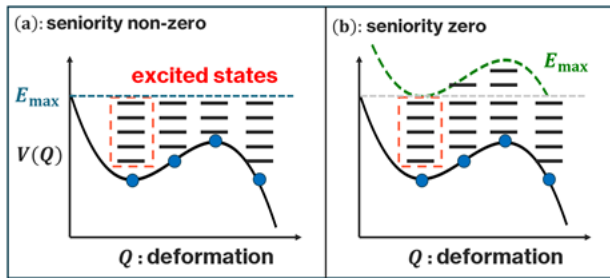 (a): seniority non-zero
excited states
E_max
V(Q)
Q : deformation
(b): seniority zero
E_max
Q : deformation